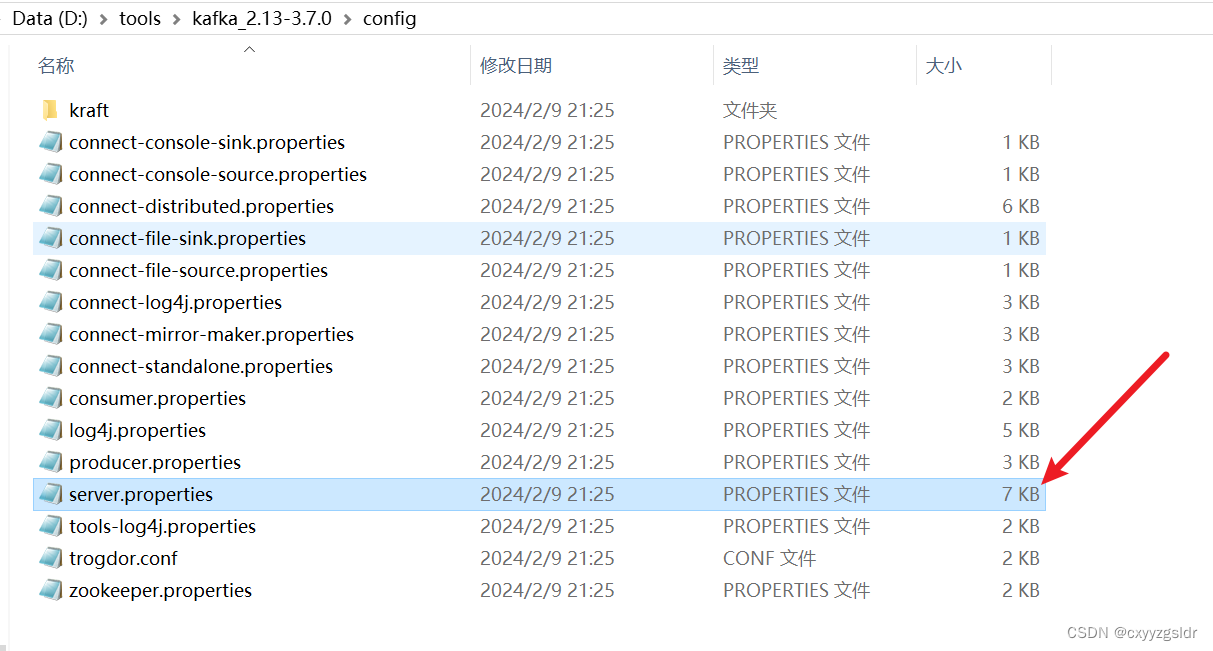 Data (D:) > tools > kafka_2.13-3.7.0 > config
名称 修改日期 类型 大小
kraft 2024/2/9 21:25 文件夹
connect-console-sink.properties 2024/2/9 21:25 PROPERTIES 文件 1 KB
connect-console-source.properties 2024/2/9 21:25 PROPERTIES 文件 1 KB
connect-distributed.properties 2024/2/9 21:25 PROPERTIES 文件 6 KB
connect-file-sink.properties 2024/2/9 21:25 PROPERTIES 文件 1 KB
connect-file-source.properties 2024/2/9 21:25 PROPERTIES 文件 1 KB
connect-log4j.properties 2024/2/9 21:25 PROPERTIES 文件 3 KB
connect-mirror-maker.properties 2024/2/9 21:25 PROPERTIES 文件 3 KB
connect-standalone.properties 2024/2/9 21:25 PROPERTIES 文件 3 KB
consumer.properties 2024/2/9 21:25 PROPERTIES 文件 2 KB
log4j.properties 2024/2/9 21:25 PROPERTIES 文件 5 KB
producer.properties 2024/2/9 21:25 PROPERTIES 文件 3 KB
server.properties 2024/2/9 21:25 PROPERTIES 文件 7 KB
tools-log4j.properties 2024/2/9 21:25 PROPERTIES 文件 2 KB
trogdor.conf 2024/2/9 21:25 CONF 文件 2 KB
zookeeper.properties 2024/2/9 21:25 PROPERTIES 文件 2 KB
CSDN @cxyyzgsldr